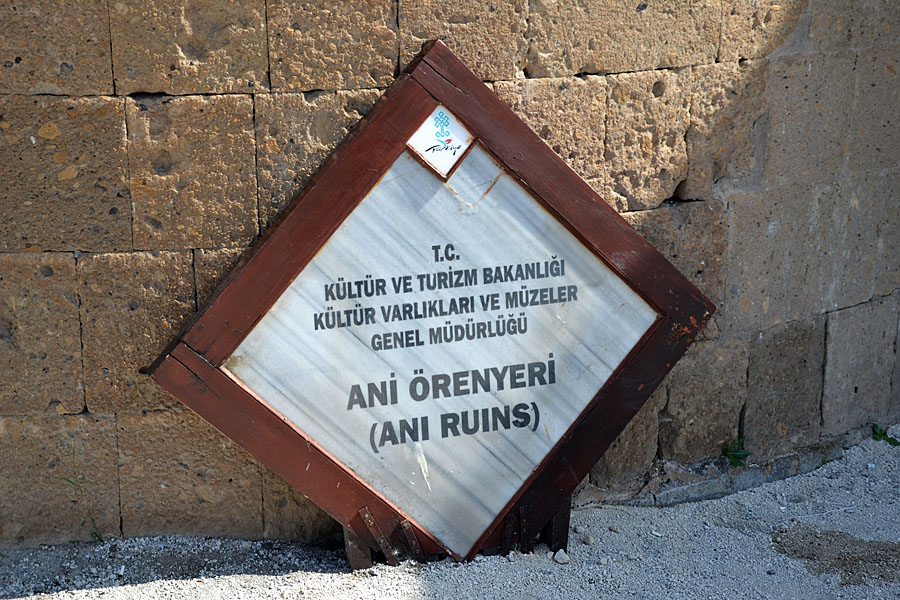 Türkiye
T.C.
KÜLTÜR VE TURİZM BAKANLIĞI
KÜLTÜR VARLIKLARI VE MÜZELER
GENEL MÜDÜRLÜĞÜ
ANİ ÖRENYERİ
(ANI RUINS)